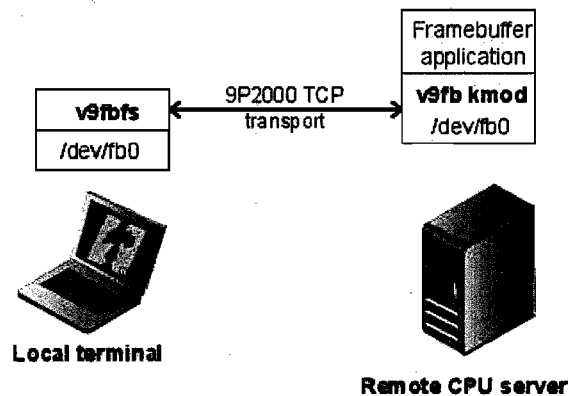 Framebuffer
application
v9fb kmod
/dev/fb0
9P2000 TCP
transport
v9fbfs
/dev/fb0
Local terminal
Remote CPU server